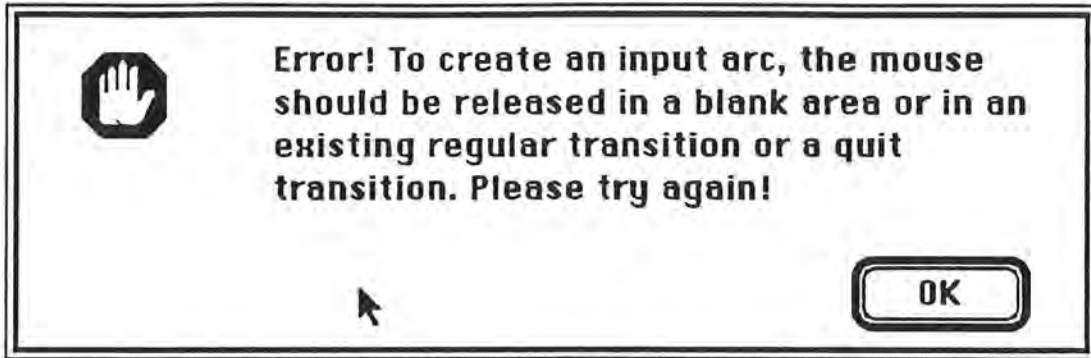 Error! To create an input arc, the mouse
should be released in a blank area or in an
existing regular transition or a quit
transition. Please try again!
OK